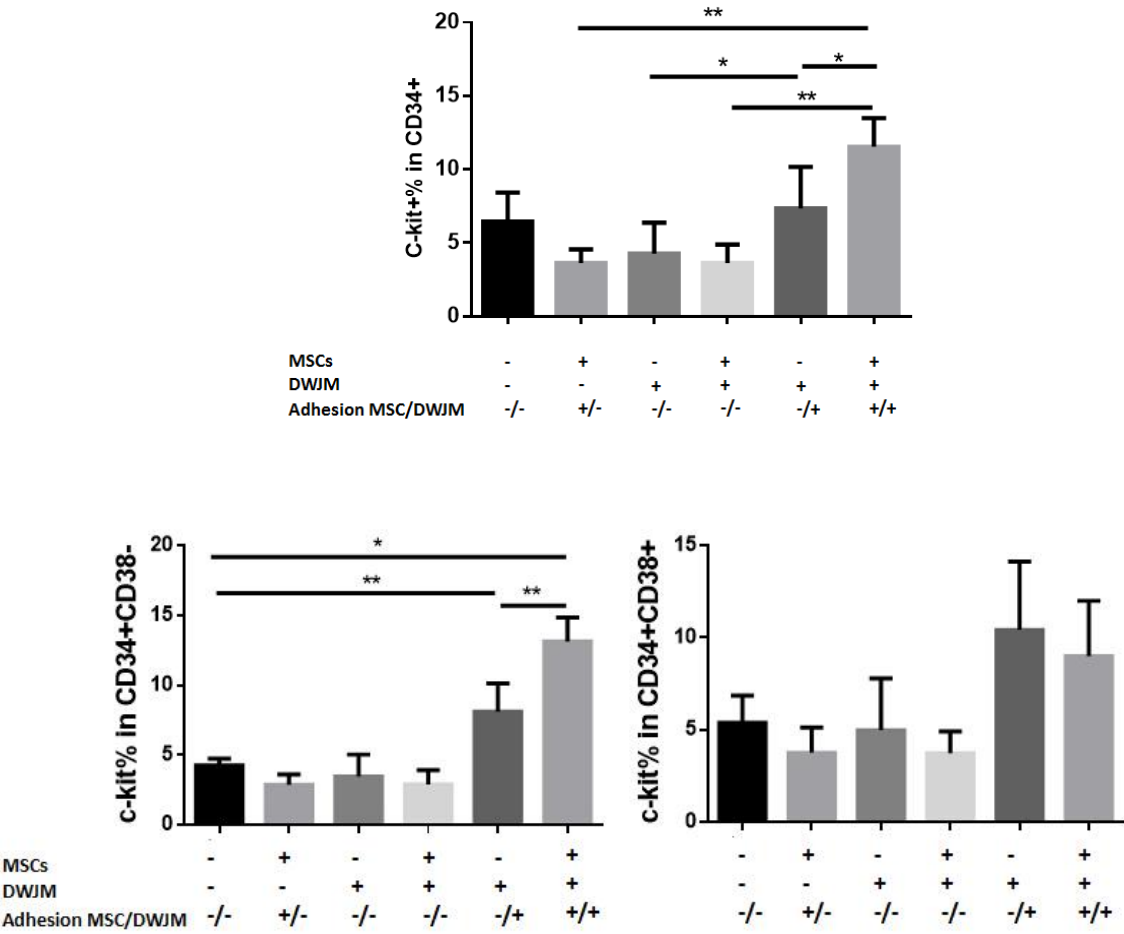 20
**
*
*
15
**
C-kit+% in CD34+
10
5
0
MSCs - + - + - +
DWJM - - + + + +
Adhesion MSC/DWJM -/- +/- -/- -/- -/+ +/+
20
*
**
**
15
c-kit% in CD34+CD38-
10
5
0
MSCs - + - + - +
DWJM - - + + + +
Adhesion MSC/DWJM -/- +/- -/- -/- -/+ +/+
15
c-kit% in CD34+CD38+
10
5
0
- + - + - +
- - + + + +
-/- +/- -/- -/- -/+ +/+